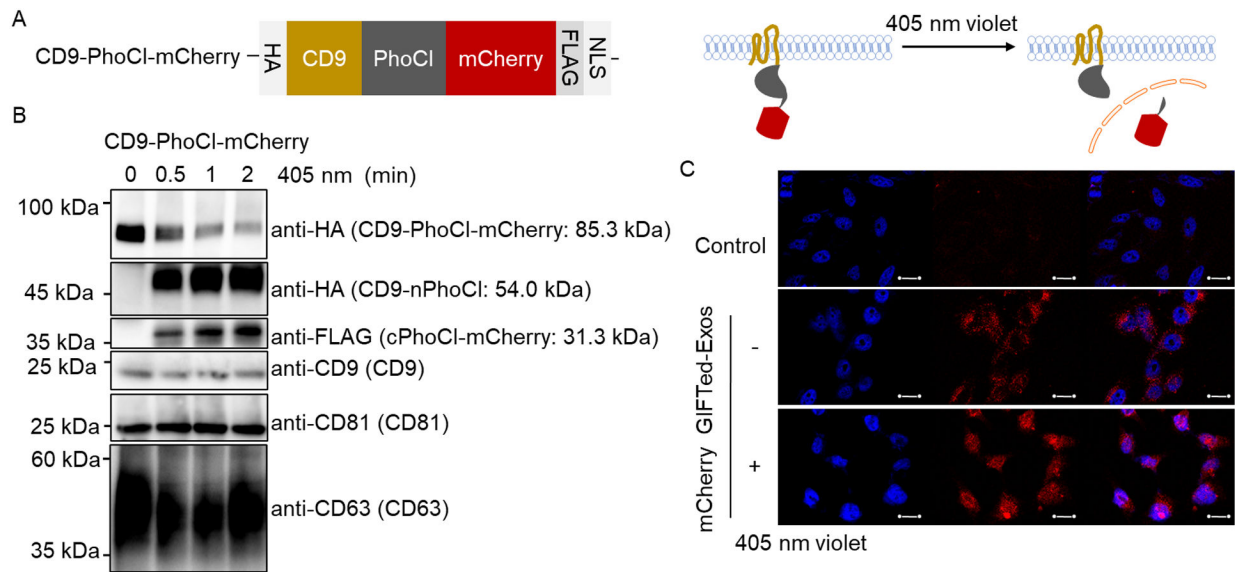 A
CD9-PhoCl-mCherry
HA
CD9
PhoCl
mCherry
FLAG
NLS
405 nm violet
B
CD9-PhoCl-mCherry
0 0.5 1 2 405 nm (min)
100 kDa
anti-HA (CD9-PhoCl-mCherry: 85.3 kDa)
45 kDa
anti-HA (CD9-nPhoCl: 54.0 kDa)
35 kDa
anti-FLAG (cPhoCl-mCherry: 31.3 kDa)
25 kDa
anti-CD9 (CD9)
25 kDa
anti-CD81 (CD81)
60 kDa
anti-CD63 (CD63)
35 kDa
C
Control
mCherry GIFTed-Exos
-
+
405 nm violet